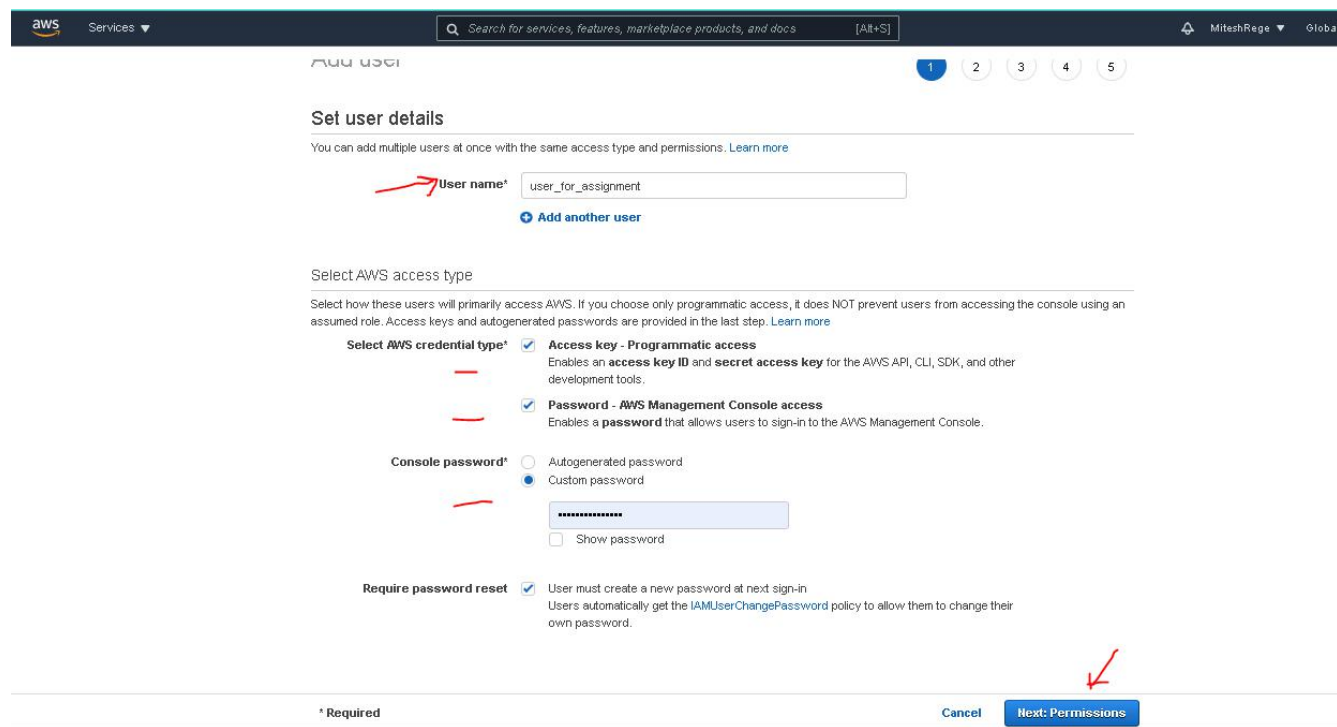 aws Services Search for services, features, marketplace products, and docs [Alt+S] MiteshRege Globa
Add user 1 2 3 4 5
Set user details
You can add multiple users at once with the same access type and permissions. Learn more
User name* user_for_assignment
Add another user
Select AWS access type
Select how these users will primarily access AWS. If you choose only programmatic access, it does NOT prevent users from accessing the console using an
assumed role. Access keys and autogenerated passwords are provided in the last step. Learn more
Select AWS credential type* Access key - Programmatic access
Enables an access key ID and secret access key for the AWS API, CLI, SDK, and other
development tools.
Password - AWS Management Console access
Enables a password that allows users to sign-in to the AWS Management Console.
Console password* Autogenerated password
Custom password
•••••••••••••••
Show password
Require password reset User must create a new password at next sign-in
Users automatically get the IAMUserChangePassword policy to allow them to change their
own password.
* Required Cancel Next: Permissions